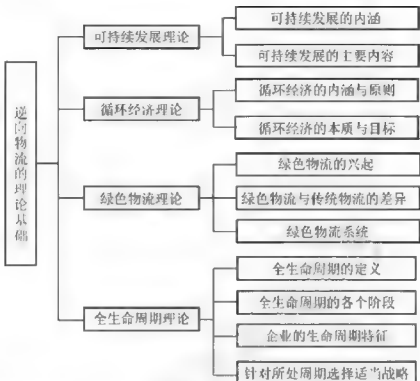 逆向物流的理论基础
可持续发展理论
可持续发展的内涵
可持续发展的主要内容
循环经济理论
循环经济的内涵与原则
循环经济的本质与目标
绿色物流理论
绿色物流的兴起
绿色物流与传统物流的差异
绿色物流系统
全生命周期理论
全生命周期的定义
全生命周期的各个阶段
企业的生命周期特征
针对所处周期选择适当战略